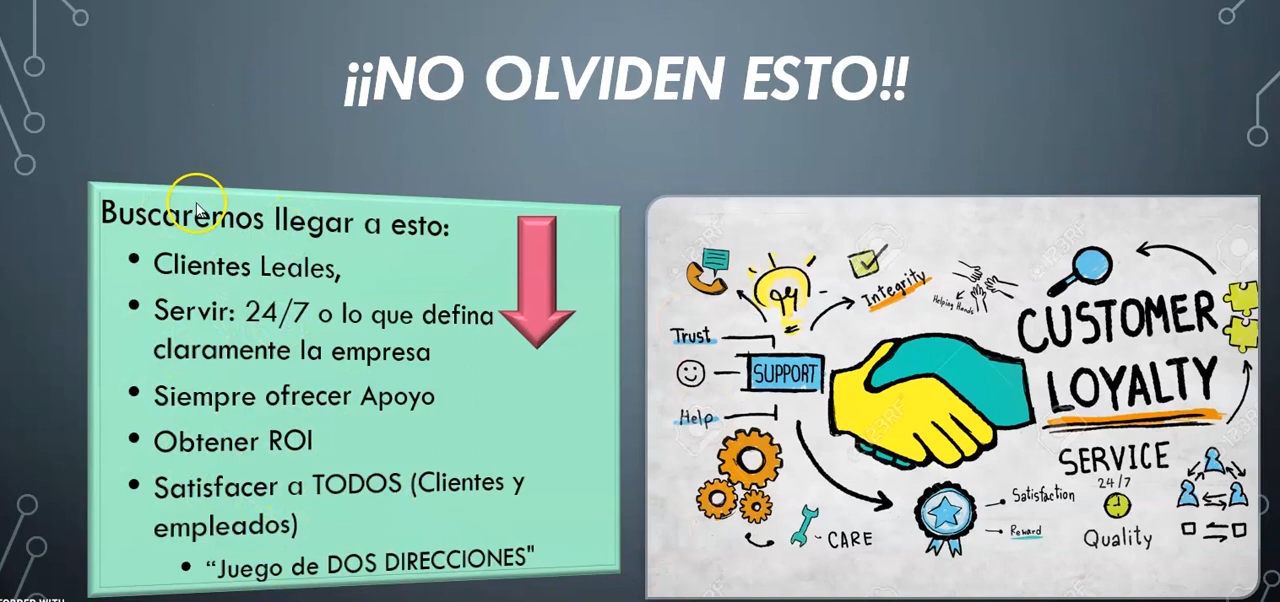 ¡¡NO OLVIDEN ESTO!!
Buscaremos llegar a esto:
• Clientes Leales,
• Servir: 24/7 o lo que defina
claramente la empresa
• Siempre ofrecer Apoyo
• Obtener ROI
• Satisfacer a TODOS (Clientes y
empleados)
• “Juego de DOS DIRECCIONES"
Integrity
Helping Hands
Trust
SUPPORT
Help
CUSTOMER
LOYALTY
SERVICE
24/7
Quality
Satisfaction
Reward
CARE
123RF